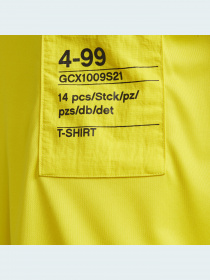 4-99
GCX1009S21
14 pcs/Stck/pz/
pzs/db/det
T-SHIRT